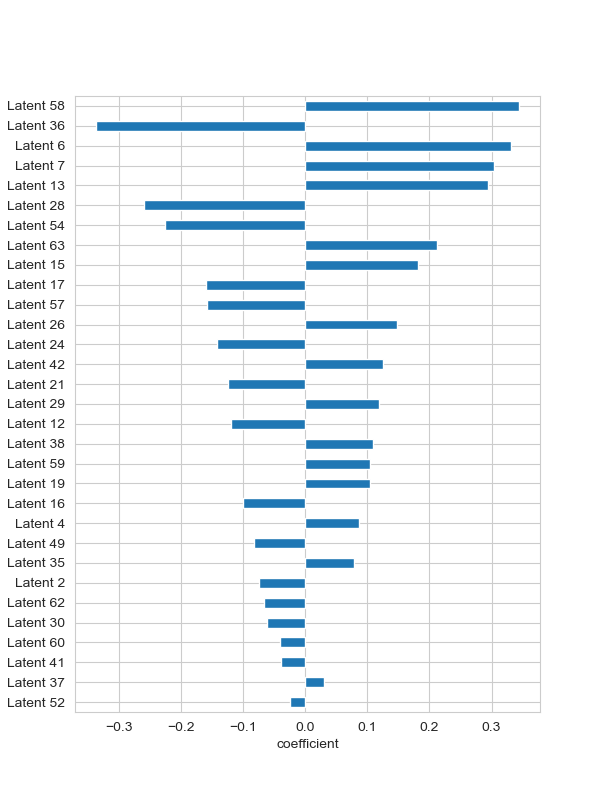 Latent 58
Latent 36
Latent 6
Latent 7
Latent 13
Latent 28
Latent 54
Latent 63
Latent 15
Latent 17
Latent 57
Latent 26
Latent 24
Latent 42
Latent 21
Latent 29
Latent 12
Latent 38
Latent 59
Latent 19
Latent 16
Latent 4
Latent 49
Latent 35
Latent 2
Latent 62
Latent 30
Latent 60
Latent 41
Latent 37
Latent 52
−0.3 −0.2 −0.1 0.0 0.1 0.2 0.3
coefficient